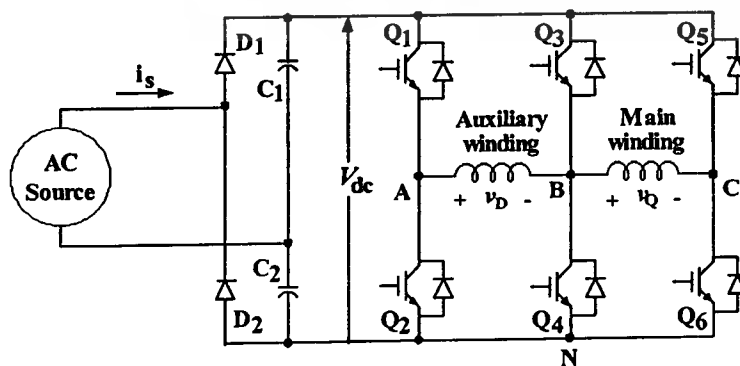 D1
Q1
Q3
Q5
is
C1
Auxiliary
winding
Main
winding
AC
Source
Vdc
A
B
C
+ vD -
+ vQ -
C2
D2
Q2
Q4
Q6
N